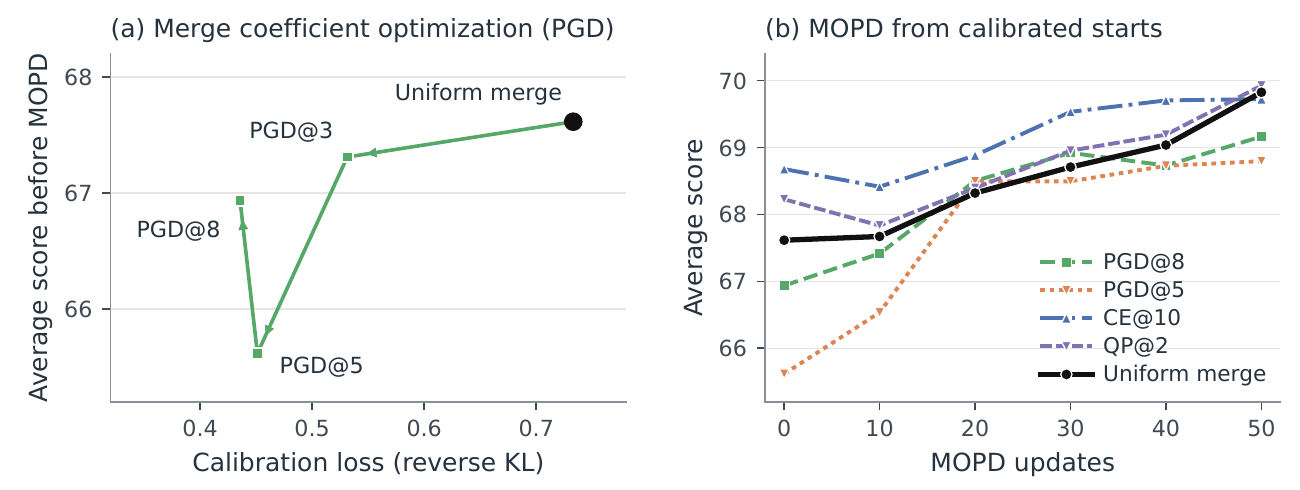 (a) Merge coefficient optimization (PGD)
Average score before MOPD
68
67
66
Uniform merge
PGD@3
PGD@8
PGD@5
0.4 0.5 0.6 0.7
Calibration loss (reverse KL)
(b) MOPD from calibrated starts
Average score
70
69
68
67
66
PGD@8
PGD@5
CE@10
QP@2
Uniform merge
0 10 20 30 40 50
MOPD updates